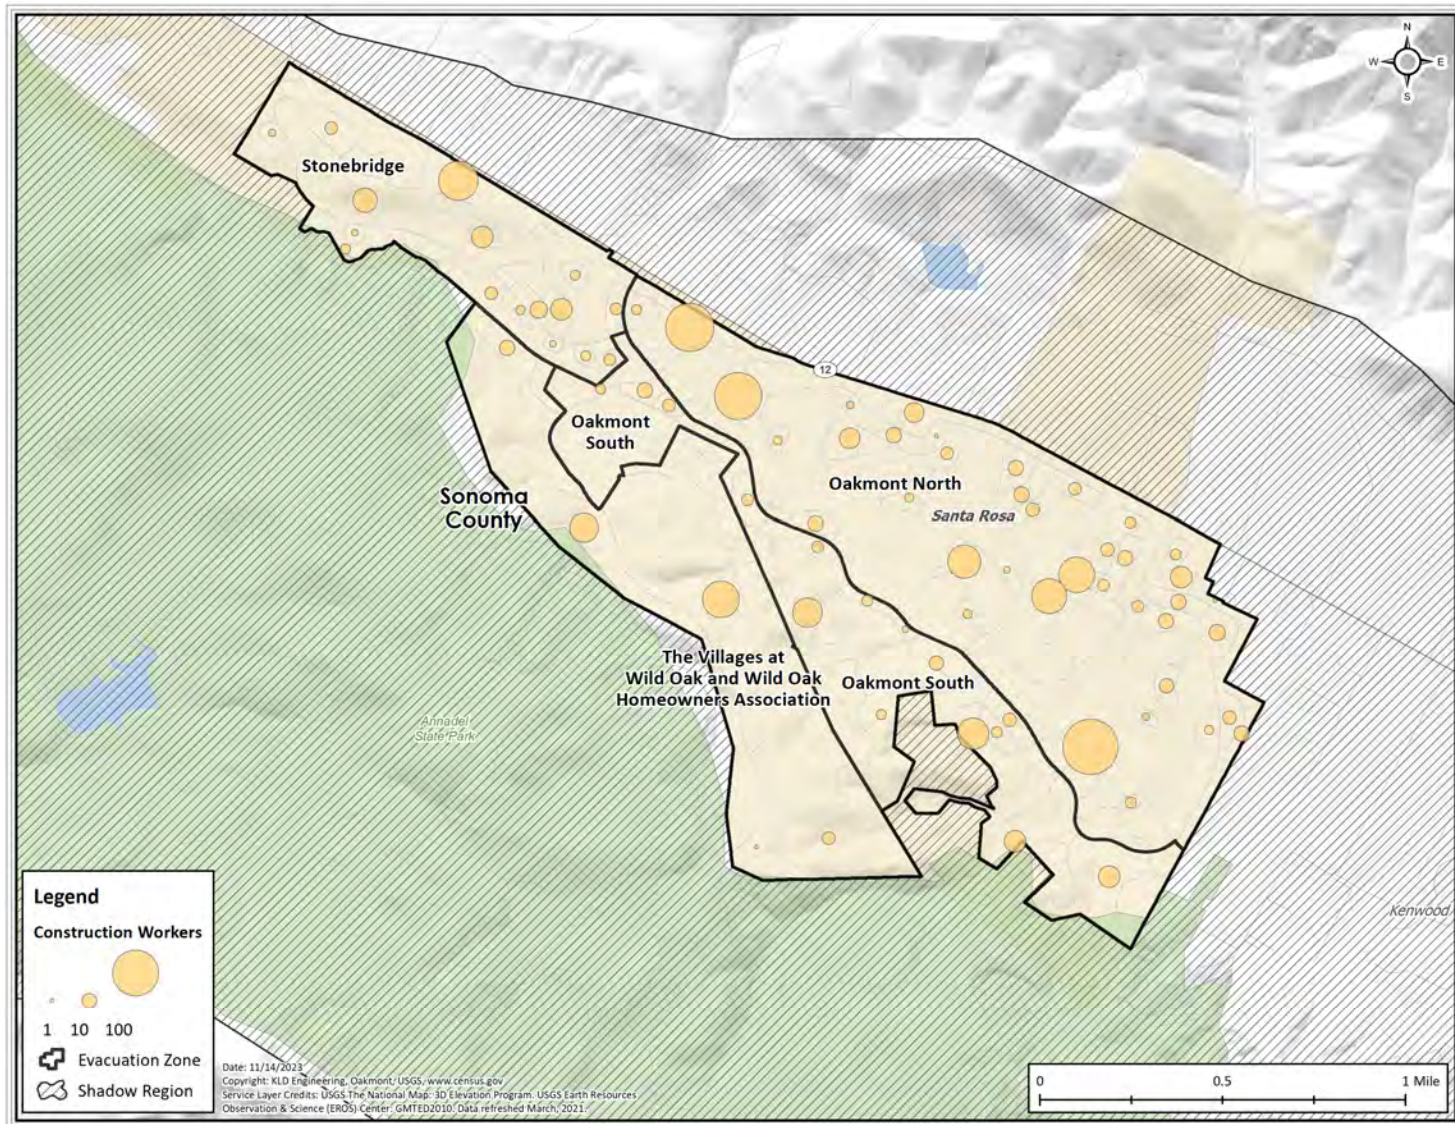 N
W
E
S
Stonebridge
12
Oakmont
South
Oakmont North
Santa Rosa
Sonoma
County
The Villages at
Wild Oak and Wild Oak
Homeowners Association
Oakmont South
Annadel
State Park
Kenwood
Legend
Construction Workers
1 10 100
Evacuation Zone
Shadow Region
Date: 11/14/2023
Copyright: KLD Engineering, Oakmont, USGS, www.census.gov
Service Layer Credits: USGS The National Map: 3D Elevation Program. USGS Earth Resources
Observation & Science (EROS) Center: GMTED2010. Data refreshed March, 2021.
0 0.5 1 Mile